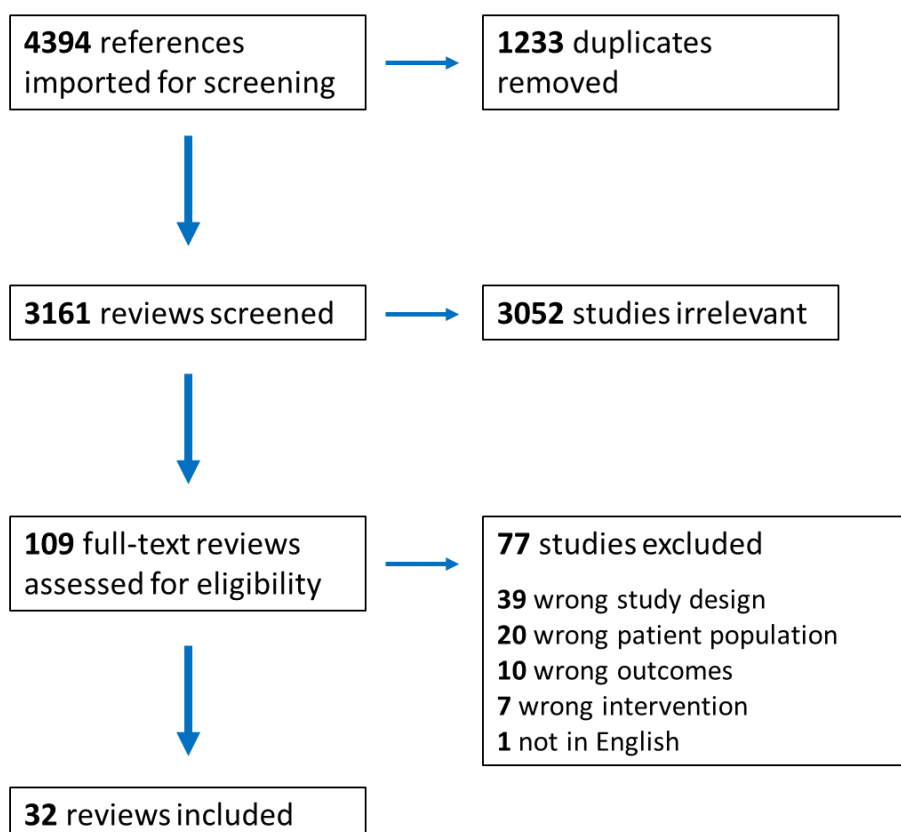 4394 references
imported for screening
1233 duplicates
removed
3161 reviews screened
3052 studies irrelevant
109 full-text reviews
assessed for eligibility
77 studies excluded
39 wrong study design
20 wrong patient population
10 wrong outcomes
7 wrong intervention
1 not in English
32 reviews included